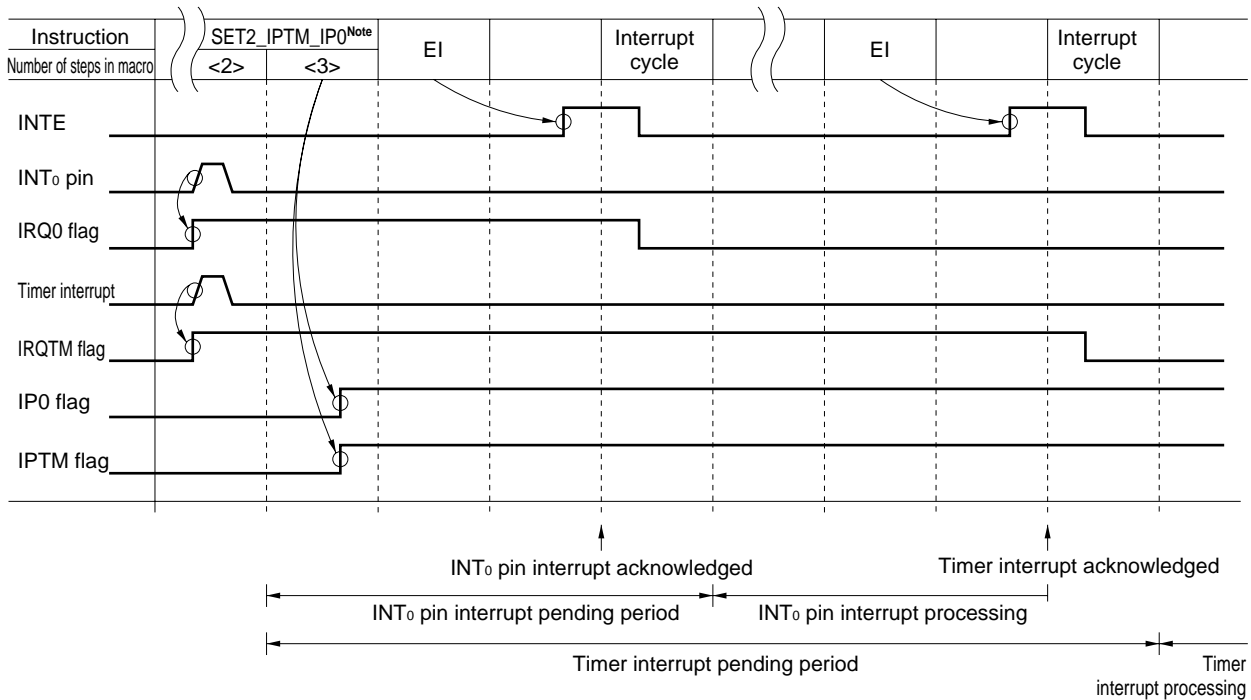 Instruction
SET2_IPTM_IP0Note
EI
Interrupt
cycle
EI
Interrupt
cycle
Number of steps in macro
<2>
<3>
INTE
INT0 pin
IRQ0 flag
Timer interrupt
IRQTM flag
IP0 flag
IPTM flag
INT0 pin interrupt acknowledged
Timer interrupt acknowledged
INT0 pin interrupt pending period
INT0 pin interrupt processing
Timer interrupt pending period
Timer
interrupt processing